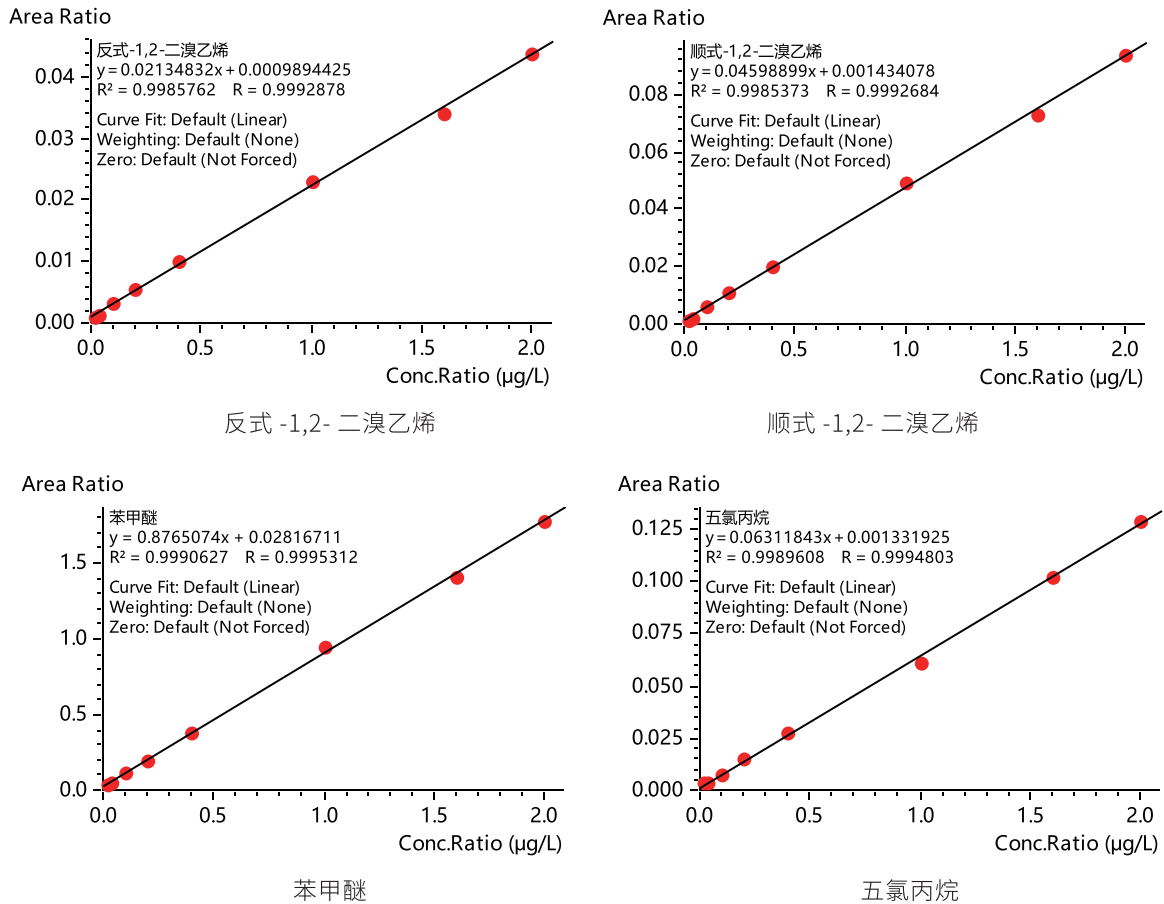 Area Ratio
反式-1,2-二溴乙烯
y = 0.02134832x + 0.0009894425
R² = 0.9985762 R = 0.9992878
Curve Fit: Default (Linear)
Weighting: Default (None)
Zero: Default (Not Forced)
0.04
0.03
0.02
0.01
0.00
0.0 0.5 1.0 1.5 2.0
Conc.Ratio (μg/L)
反式 -1,2- 二溴乙烯
Area Ratio
顺式-1,2-二溴乙烯
y = 0.04598899x + 0.001434078
R² = 0.9985373 R = 0.9992684
Curve Fit: Default (Linear)
Weighting: Default (None)
Zero: Default (Not Forced)
0.08
0.06
0.04
0.02
0.00
0.0 0.5 1.0 1.5 2.0
Conc.Ratio (μg/L)
顺式 -1,2- 二溴乙烯
Area Ratio
苯甲醚
y = 0.8765074x + 0.02816711
R² = 0.9990627 R = 0.9995312
Curve Fit: Default (Linear)
Weighting: Default (None)
Zero: Default (Not Forced)
1.5
1.0
0.5
0.0
0.0 0.5 1.0 1.5 2.0
Conc.Ratio (μg/L)
苯甲醚
Area Ratio
五氯丙烷
y = 0.06311843x + 0.001331925
R² = 0.9989608 R = 0.9994803
Curve Fit: Default (Linear)
Weighting: Default (None)
Zero: Default (Not Forced)
0.125
0.100
0.075
0.050
0.025
0.000
0.0 0.5 1.0 1.5 2.0
Conc.Ratio (μg/L)
五氯丙烷